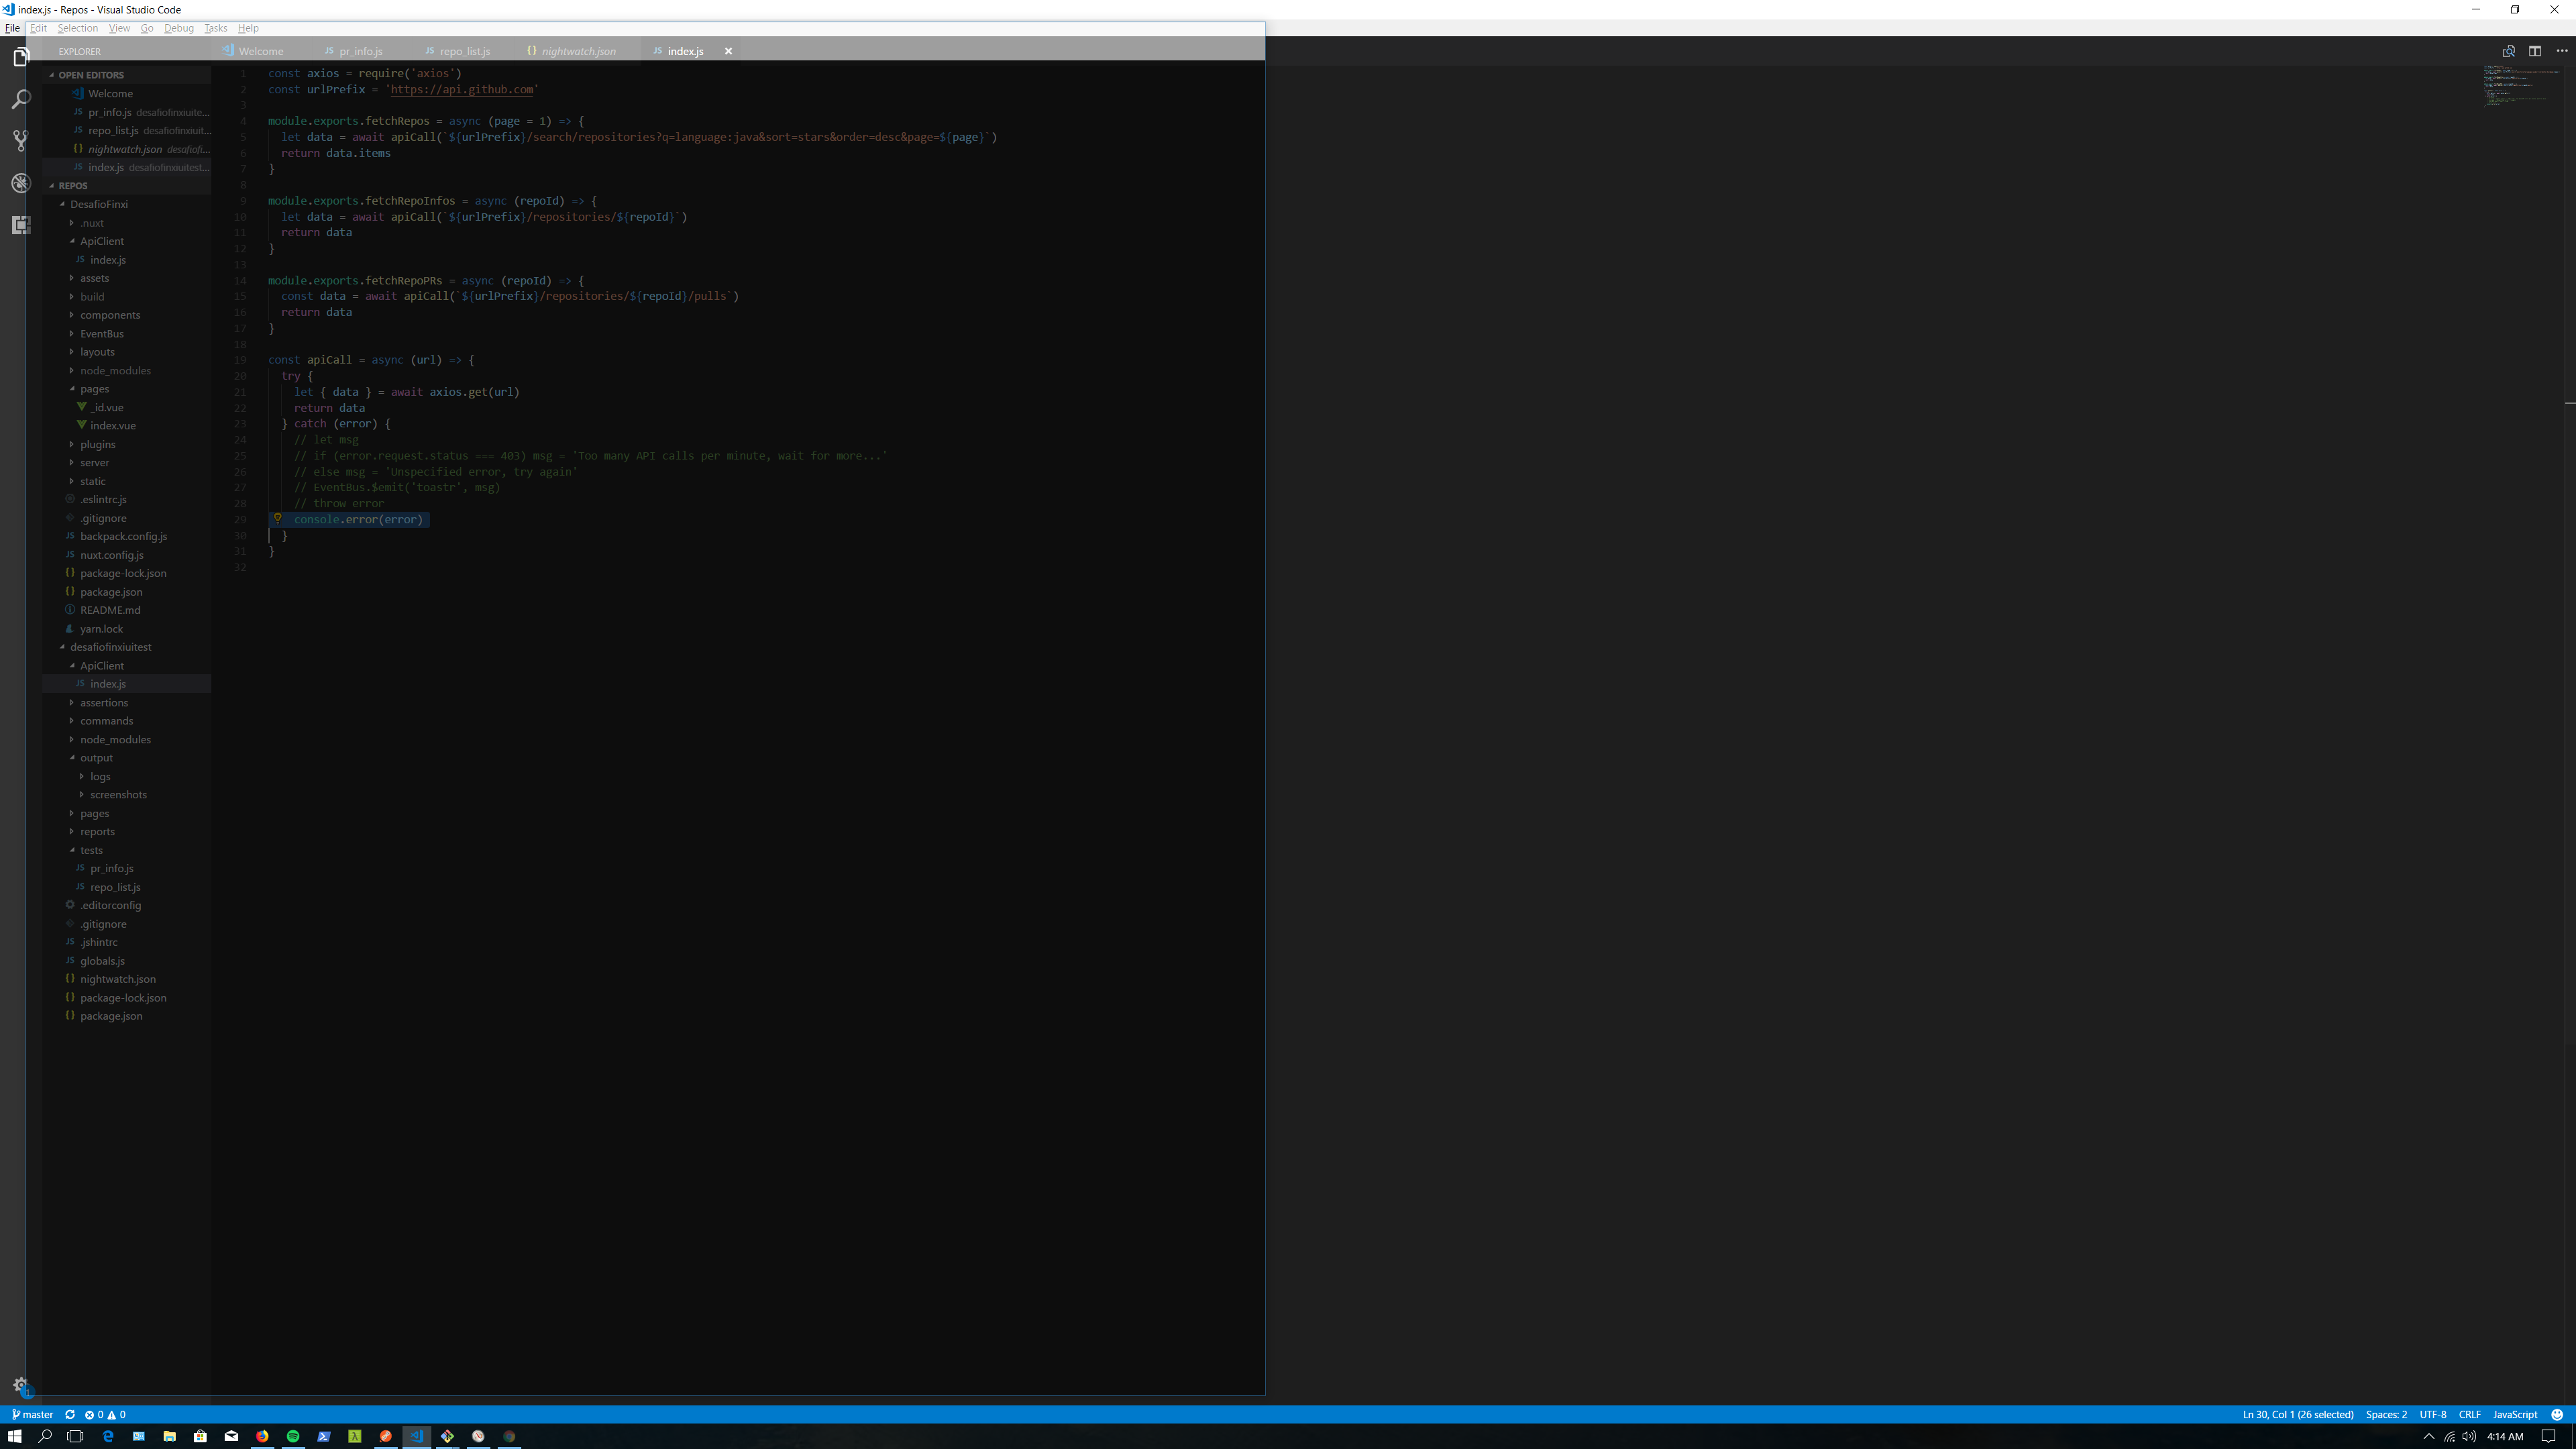 index.js - Repos - Visual Studio Code
File Edit Selection View Go Debug Tasks Help
EXPLORER
Welcome pr_info.js repo_list.js nightwatch.json index.js
OPEN EDITORS
Welcome
pr_info.js desafiofinxiuite...
repo_list.js desafiofinxiuit...
nightwatch.json desafiofi...
index.js desafiofinxiuitest...
REPOS
DesafioFinxi
.nuxt
ApiClient
index.js
assets
build
components
EventBus
layouts
node_modules
pages
_id.vue
index.vue
plugins
server
static
.eslintrc.js
.gitignore
backpack.config.js
nuxt.config.js
package-lock.json
package.json
README.md
yarn.lock
desafiofinxiuitest
ApiClient
index.js
assertions
commands
node_modules
output
logs
screenshots
pages
reports
tests
pr_info.js
repo_list.js
.editorconfig
.gitignore
.jshintrc
globals.js
nightwatch.json
package-lock.json
package.json
1 const axios = require('axios')
2 const urlPrefix = 'https://api.github.com'
3
4 module.exports.fetchRepos = async (page = 1) => {
5 let data = await apiCall(`${urlPrefix}/search/repositories?q=language:java&sort=stars&order=desc&page=${page}`)
6 return data.items
7 }
8
9 module.exports.fetchRepoInfos = async (repoId) => {
10 let data = await apiCall(`${urlPrefix}/repositories/${repoId}`)
11 return data
12 }
13
14 module.exports.fetchRepoPRs = async (repoId) => {
15 const data = await apiCall(`${urlPrefix}/repositories/${repoId}/pulls`)
16 return data
17 }
18
19 const apiCall = async (url) => {
20 try {
21 let { data } = await axios.get(url)
22 return data
23 } catch (error) {
24 // let msg
25 // if (error.request.status === 403) msg = 'Too many API calls per minute, wait for more...'
26 // else msg = 'Unspecified error, try again'
27 // EventBus.$emit('toastr', msg)
28 // throw error
29 console.error(error)
30 }
31 }
32
master 0 0 Ln 30, Col 1 (26 selected) Spaces: 2 UTF-8 CRLF JavaScript
4:14 AM